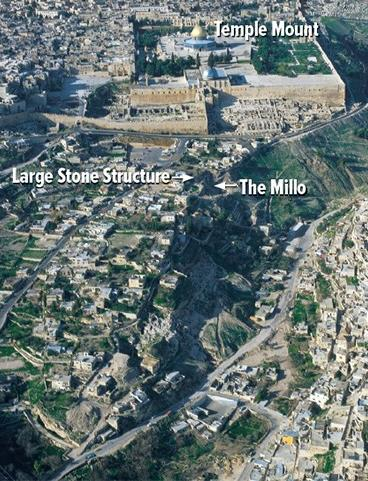 Temple Mount
Large Stone Structure
The Millo